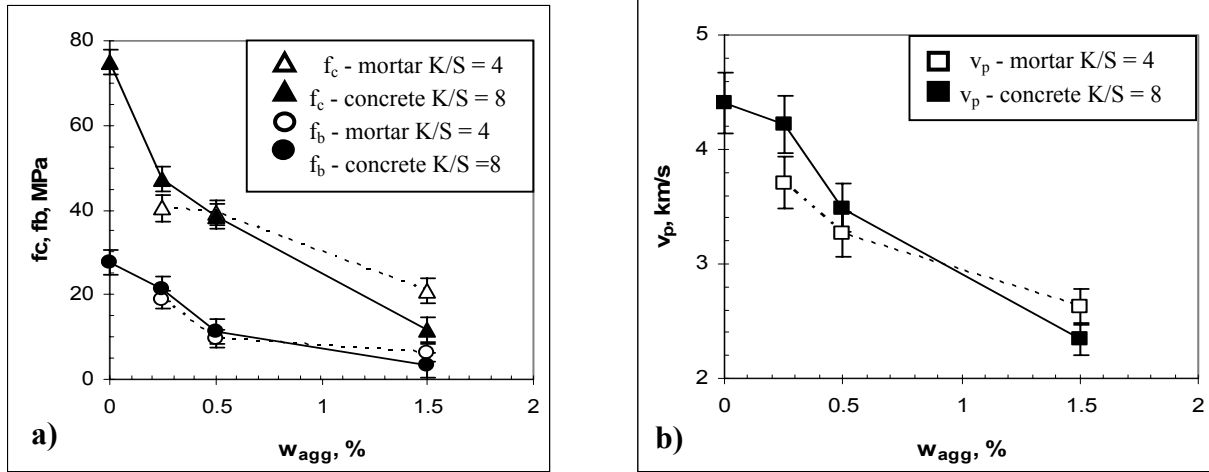 80
60
40
20
0
fc, fb, MPa
f_c - mortar K/S = 4
f_c - concrete K/S = 8
f_b - mortar K/S = 4
f_b - concrete K/S =8
0 0.5 1 1.5 2
w_agg, %
a)
5
4
3
2
v_p, km/s
v_p - mortar K/S = 4
v_p - concrete K/S = 8
0 0.5 1 1.5 2
w_agg, %
b)